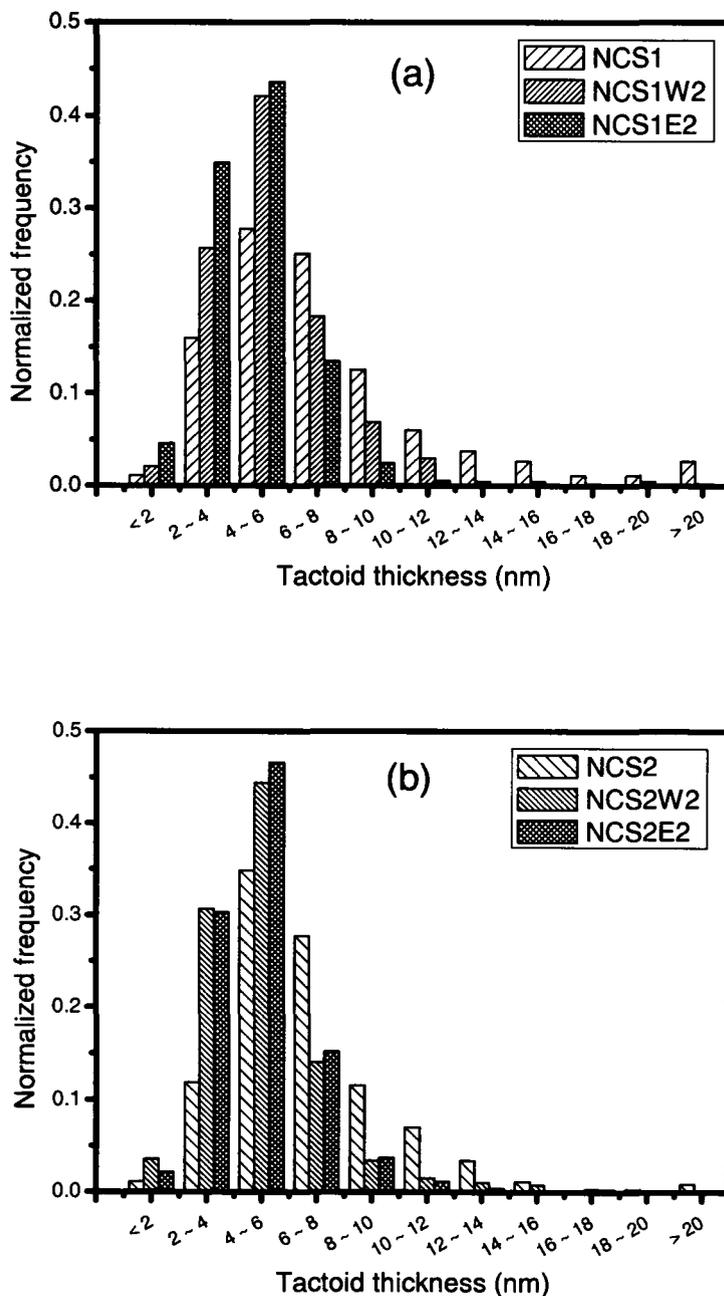 0.5
0.4
0.3
0.2
0.1
0.0
Normalized frequency
(a)
NCS1
NCS1W2
NCS1E2
< 2
2 ~ 4
4 ~ 6
6 ~ 8
8 ~ 10
10 ~ 12
12 ~ 14
14 ~ 16
16 ~ 18
18 ~ 20
> 20
Tactoid thickness (nm)
0.5
0.4
0.3
0.2
0.1
0.0
Normalized frequency
(b)
NCS2
NCS2W2
NCS2E2
< 2
2 ~ 4
4 ~ 6
6 ~ 8
8 ~ 10
10 ~ 12
12 ~ 14
14 ~ 16
16 ~ 18
18 ~ 20
> 20
Tactoid thickness (nm)